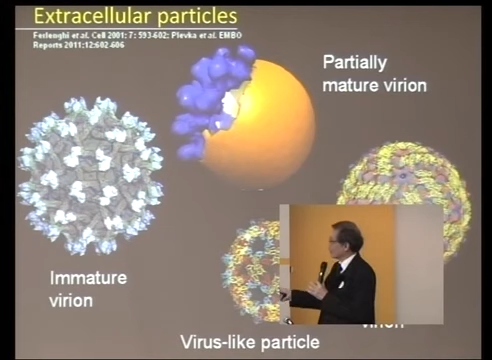 Extracellular particles
Ferlenghi et al. Cell 2001: 7: 593-602; Plevka et al. EMBO
Reports 2011:12:602-606
Partially
mature virion
Immature
virion
virion
Virus-like particle